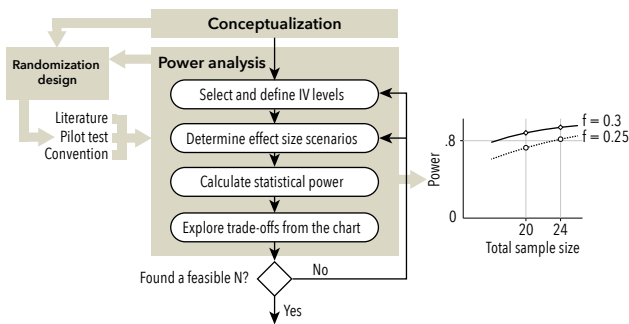 Conceptualization
Randomization
design
Power analysis
Select and define IV levels
Literature
Pilot test
Convention
Determine effect size scenarios
Calculate statistical power
Explore trade-offs from the chart
Found a feasible N?
No
Yes
f = 0.3
f = 0.25
.8
Power
0
20
24
Total sample size